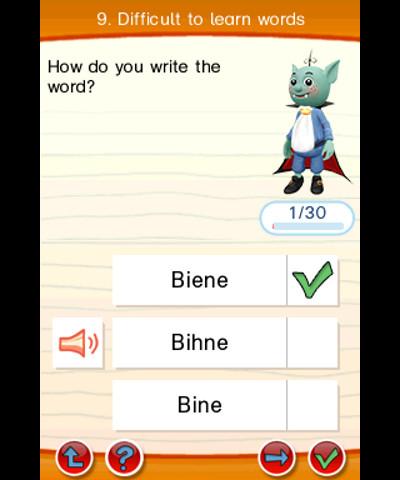 9. Difficult to learn words
How do you write the
word?
1/30
Biene
Bihne
Bine
?